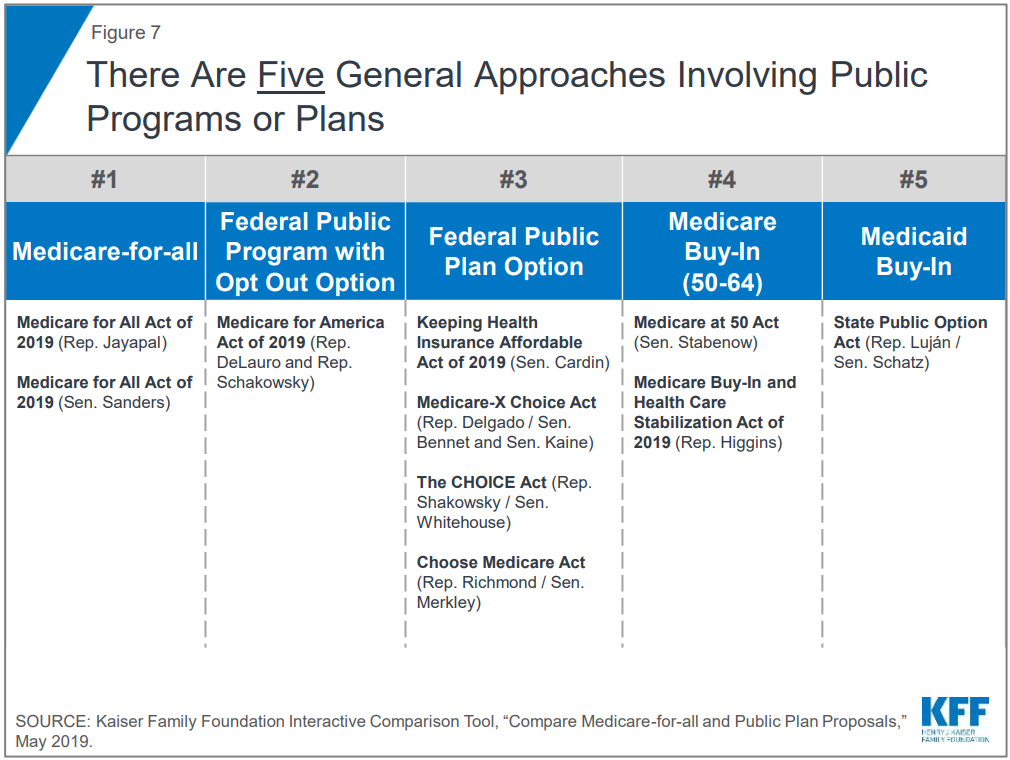 Figure 7
There Are Five General Approaches Involving Public
Programs or Plans
#1
#2
#3
#4
#5
Medicare-for-all
Federal Public
Program with
Opt Out Option
Federal Public
Plan Option
Medicare
Buy-In
(50-64)
Medicaid
Buy-In
Medicare for All Act of
2019 (Rep. Jayapal)
Medicare for All Act of
2019 (Sen. Sanders)
Medicare for America
Act of 2019 (Rep.
DeLauro and Rep.
Schakowsky)
Keeping Health
Insurance Affordable
Act of 2019 (Sen. Cardin)
Medicare-X Choice Act
(Rep. Delgado / Sen.
Bennet and Sen. Kaine)
The CHOICE Act (Rep.
Shakowsky / Sen.
Whitehouse)
Choose Medicare Act
(Rep. Richmond / Sen.
Merkley)
Medicare at 50 Act
(Sen. Stabenow)
Medicare Buy-In and
Health Care
Stabilization Act of
2019 (Rep. Higgins)
State Public Option
Act (Rep. Luján /
Sen. Schatz)
SOURCE: Kaiser Family Foundation Interactive Comparison Tool, “Compare Medicare-for-all and Public Plan Proposals,”
May 2019.
KFF
HENRY J KAISER
FAMILY FOUNDATION